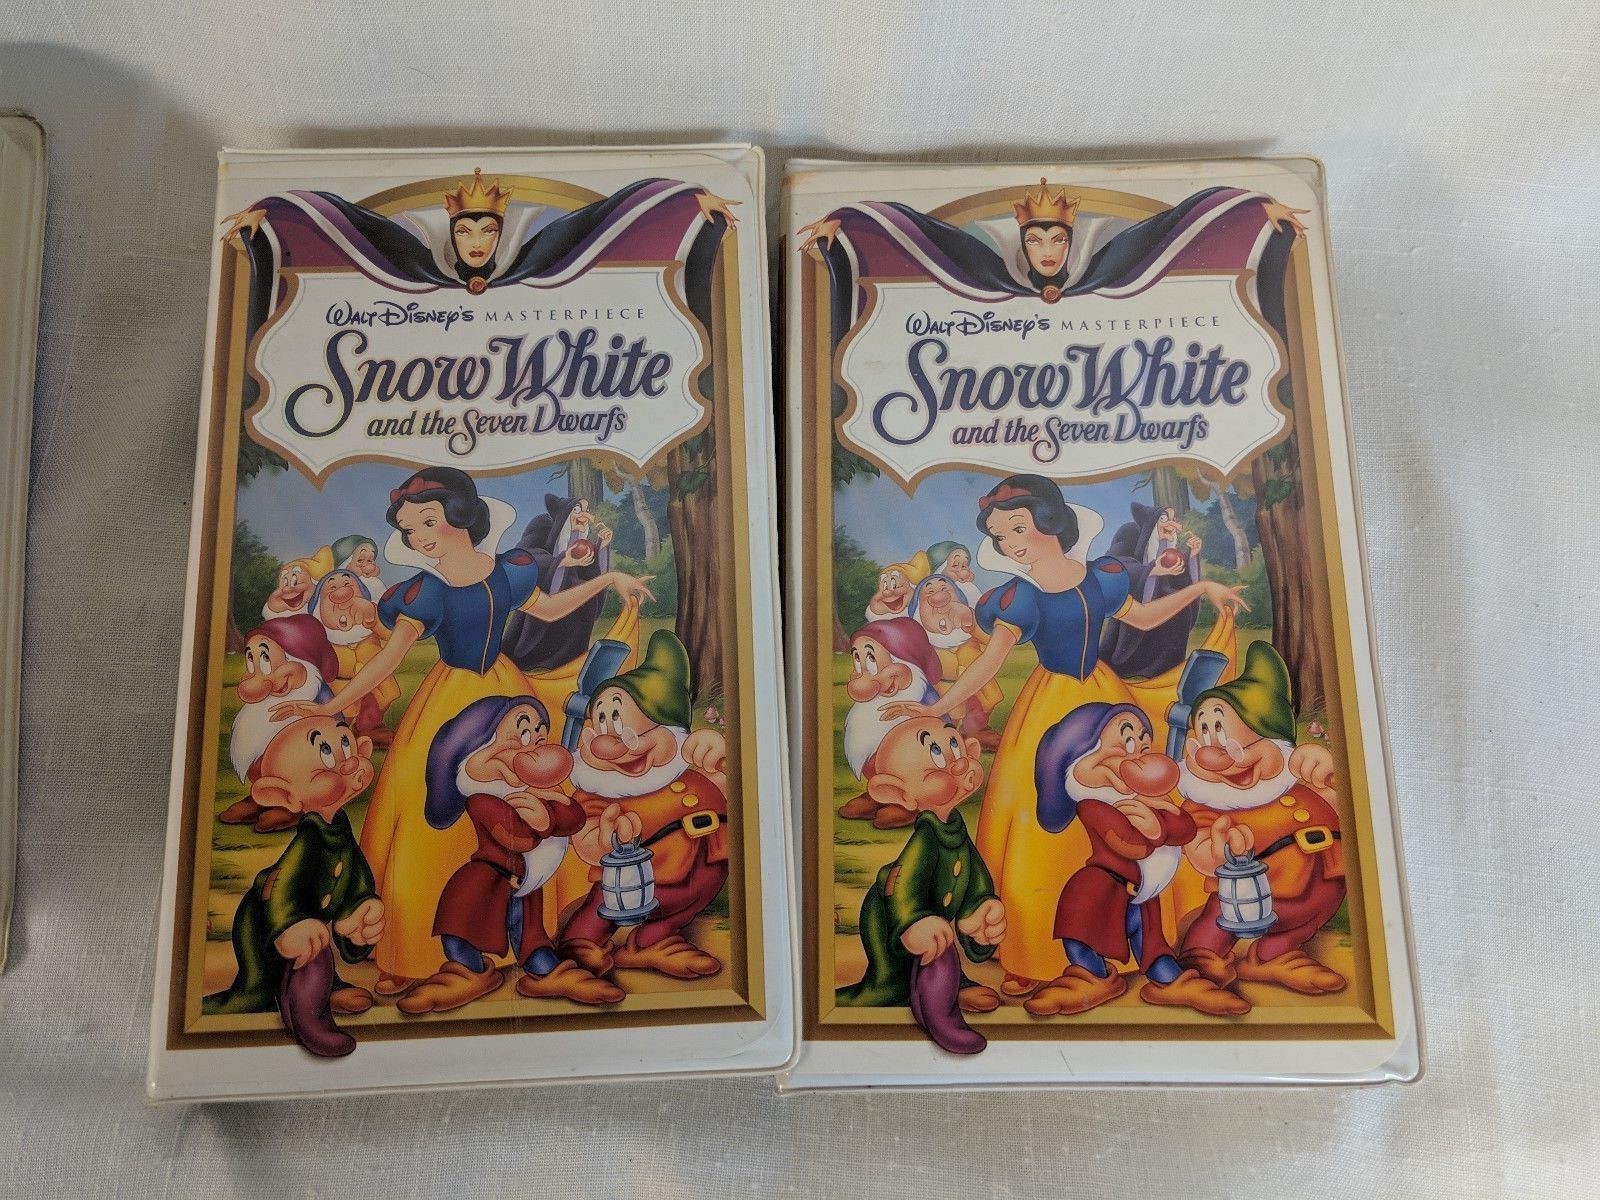 Walt Disney's MASTERPIECE
Snow White
and the Seven Dwarfs
Walt Disney's MASTERPIECE
Snow White
and the Seven Dwarfs